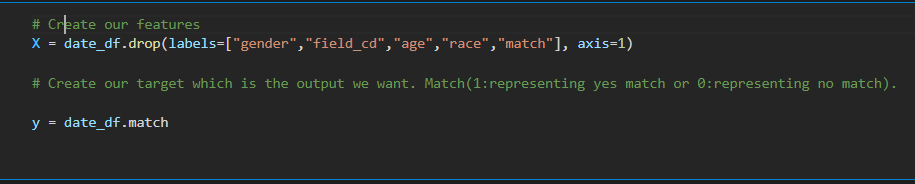 # Create our features
X = date_df.drop(labels=["gender","field_cd","age","race","match"], axis=1)
# Create our target which is the output we want. Match(1:representing yes match or 0:representing no match).
y = date_df.match